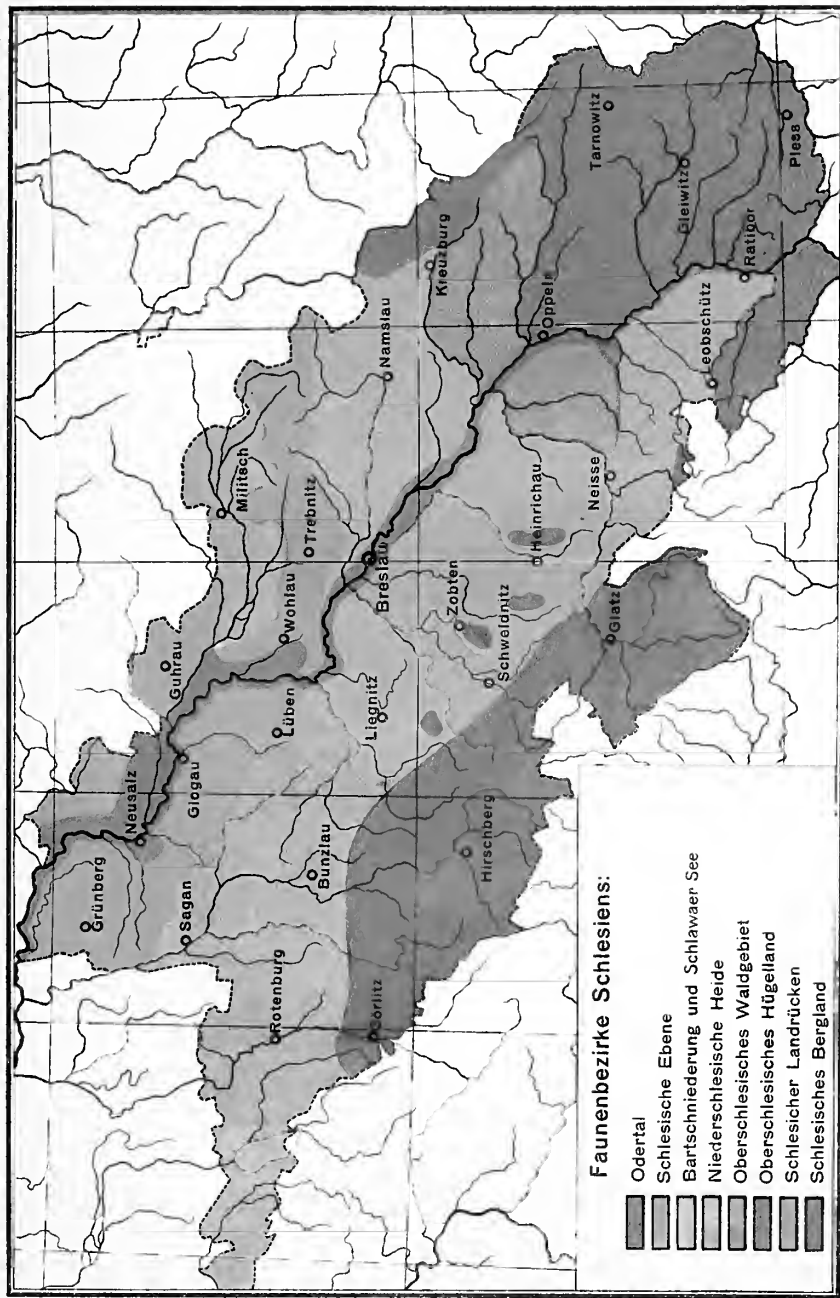 Grünberg
Neusalz
Guhrau
Militsch
Sagan
Glogau
Wohlau
Trebnitz
Namslau
Kreuzburg
Rotenburg
Lüben
Bunzlau
Liegnitz
Breslau
Görlitz
Hirschberg
Schweidnitz
Zobten
Heinrichau
Oppeln
Tarnowitz
Glatz
Neisse
Gleiwitz
Leobschütz
Ratibor
Pless
Faunenbezirke Schlesiens:
Odertal
Schlesische Ebene
Bartschniederung und Schlawaer See
Niederschlesische Heide
Oberschlesisches Waldgebiet
Oberschlesisches Hügelland
Schlesicher Landrücken
Schlesisches Bergland